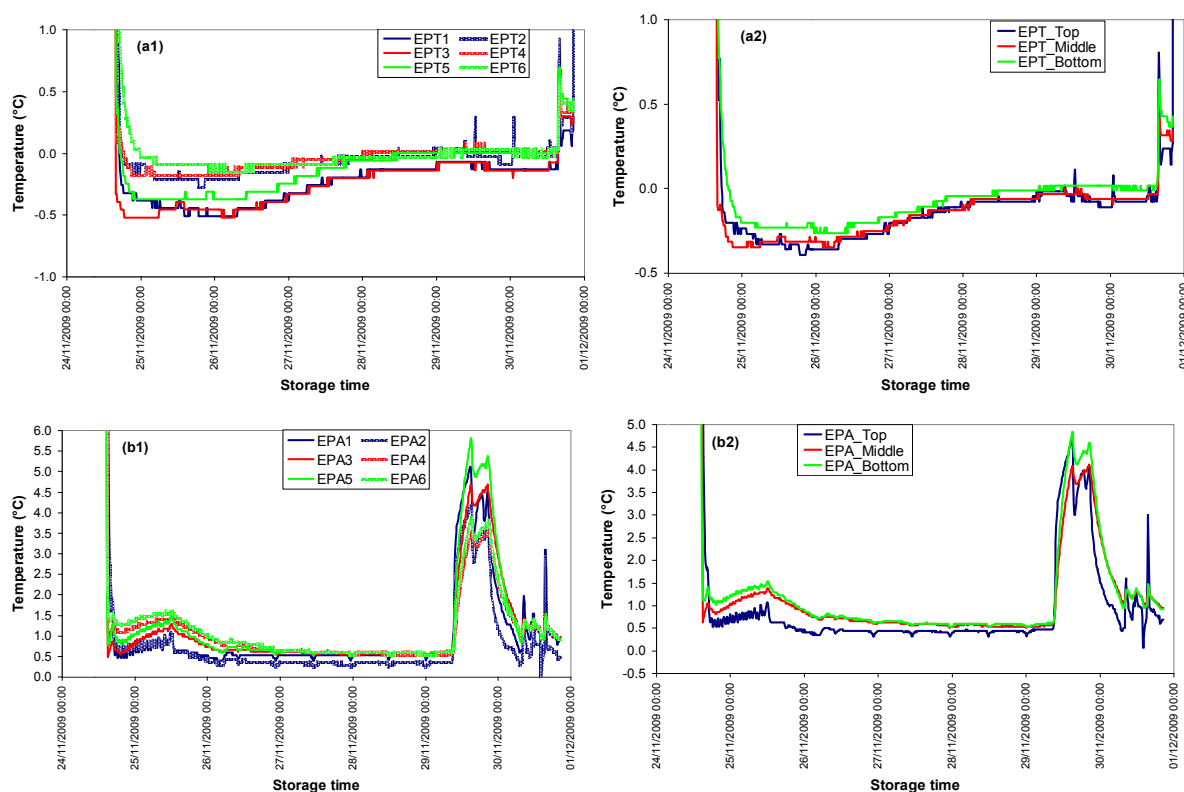 (a1)
EPT1 EPT2
EPT3 EPT4
EPT5 EPT6
1.0
0.5
0.0
-0.5
-1.0
Temperature (°C)
24/11/2009 00:00
25/11/2009 00:00
26/11/2009 00:00
27/11/2009 00:00
28/11/2009 00:00
29/11/2009 00:00
30/11/2009 00:00
01/12/2009 00:00
Storage time
(a2)
EPT_Top
EPT_Middle
EPT_Bottom
1.0
0.5
0.0
-0.5
Temperature (°C)
24/11/2009 00:00
25/11/2009 00:00
26/11/2009 00:00
27/11/2009 00:00
28/11/2009 00:00
29/11/2009 00:00
30/11/2009 00:00
01/12/2009 00:00
Storage time
(b1)
EPA1 EPA2
EPA3 EPA4
EPA5 EPA6
6.0
5.5
5.0
4.5
4.0
3.5
3.0
2.5
2.0
1.5
1.0
0.5
0.0
Temperature (°C)
24/11/2009 00:00
25/11/2009 00:00
26/11/2009 00:00
27/11/2009 00:00
28/11/2009 00:00
29/11/2009 00:00
30/11/2009 00:00
01/12/2009 00:00
Storage time
(b2)
EPA_Top
EPA_Middle
EPA_Bottom
5.0
4.5
4.0
3.5
3.0
2.5
2.0
1.5
1.0
0.5
0.0
-0.5
Temperature (°C)
24/11/2009 00:00
25/11/2009 00:00
26/11/2009 00:00
27/11/2009 00:00
28/11/2009 00:00
29/11/2009 00:00
30/11/2009 00:00
01/12/2009 00:00
Storage time